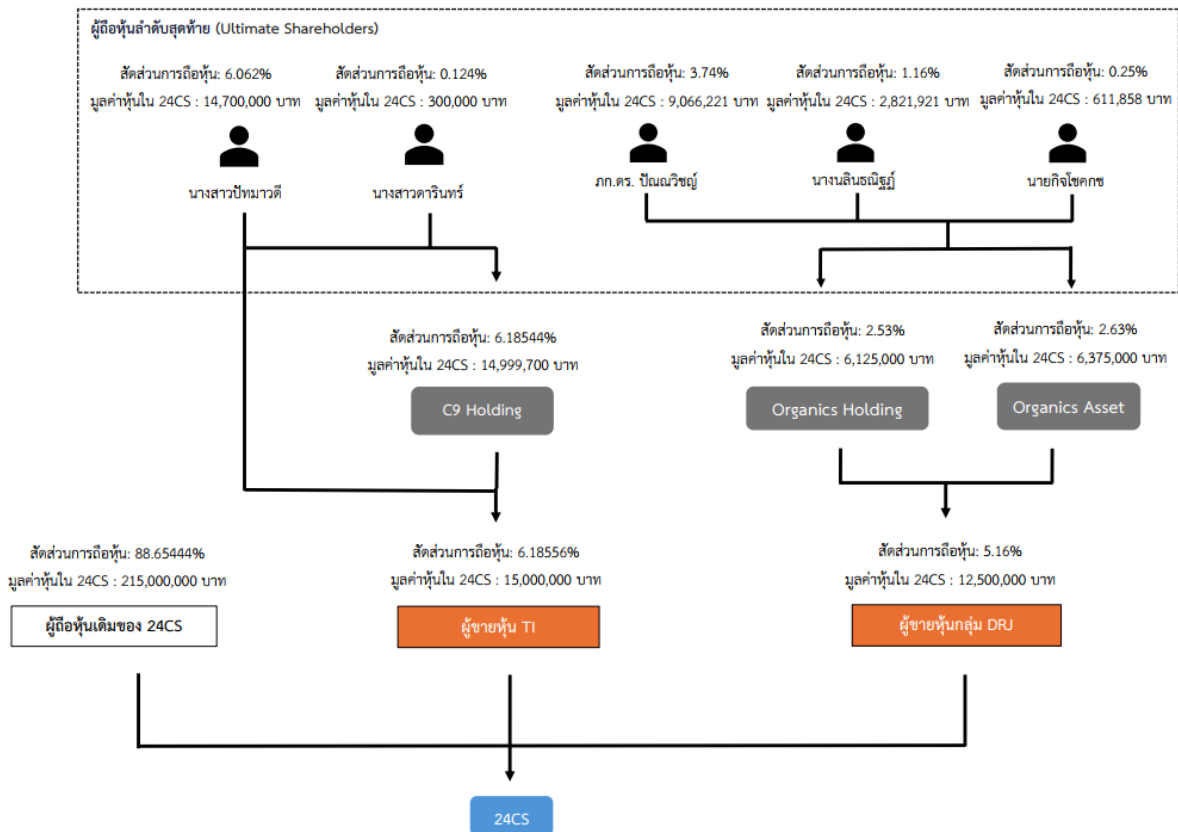 ผู้ถือหุ้นลำดับสุดท้าย (Ultimate Shareholders)
สัดส่วนการถือหุ้น: 6.062%
มูลค่าหุ้นใน 24CS : 14,700,000 บาท
นางสาวปัทมาวดี
สัดส่วนการถือหุ้น: 0.124%
มูลค่าหุ้นใน 24CS : 300,000 บาท
นางสาวดารินทร์
สัดส่วนการถือหุ้น: 3.74%
มูลค่าหุ้นใน 24CS : 9,066,221 บาท
ภก.ดร. ปัณณวิชญ์
สัดส่วนการถือหุ้น: 1.16%
มูลค่าหุ้นใน 24CS : 2,821,921 บาท
นางนลินธณิฐฏ์
สัดส่วนการถือหุ้น: 0.25%
มูลค่าหุ้นใน 24CS : 611,858 บาท
นายกิจโชคกช
สัดส่วนการถือหุ้น: 6.18544%
มูลค่าหุ้นใน 24CS : 14,999,700 บาท
C9 Holding
สัดส่วนการถือหุ้น: 2.53%
มูลค่าหุ้นใน 24CS : 6,125,000 บาท
Organics Holding
สัดส่วนการถือหุ้น: 2.63%
มูลค่าหุ้นใน 24CS : 6,375,000 บาท
Organics Asset
สัดส่วนการถือหุ้น: 88.65444%
มูลค่าหุ้นใน 24CS : 215,000,000 บาท
ผู้ถือหุ้นเดิมของ 24CS
สัดส่วนการถือหุ้น: 6.18556%
มูลค่าหุ้นใน 24CS : 15,000,000 บาท
ผู้ขายหุ้น TI
สัดส่วนการถือหุ้น: 5.16%
มูลค่าหุ้นใน 24CS : 12,500,000 บาท
ผู้ขายหุ้นกลุ่ม DRJ
24CS